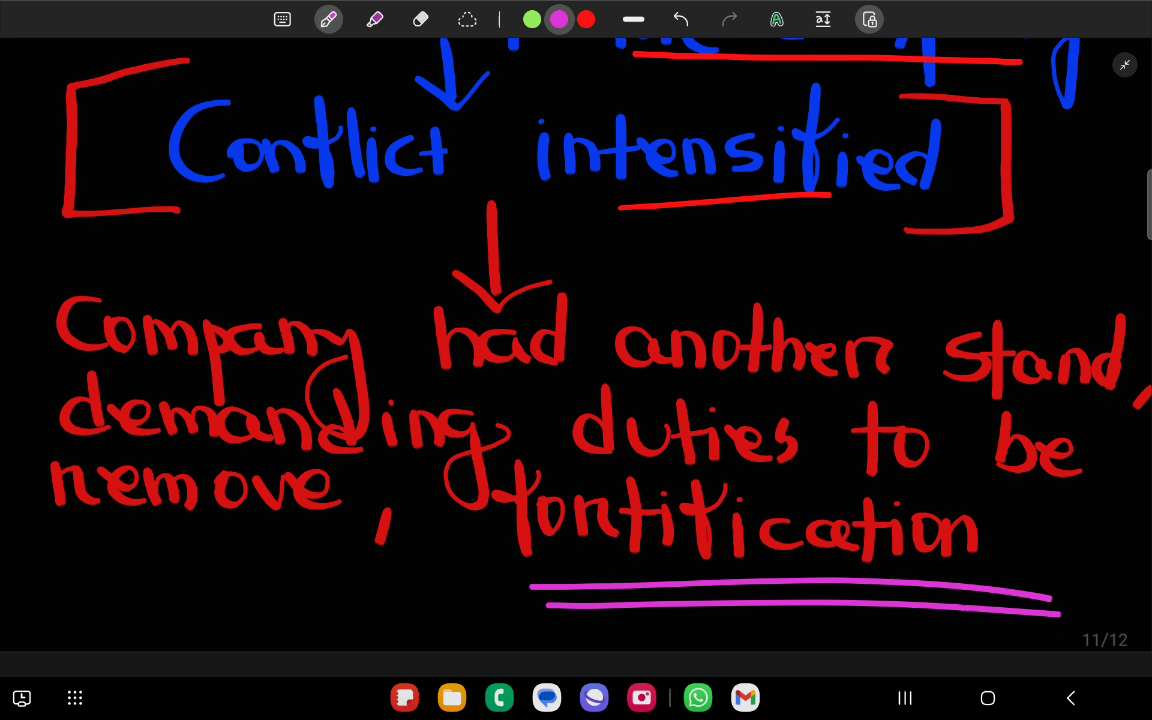 Conflict intensified
Company had another stand,
demanding duties to be
remove, fortification
11/12